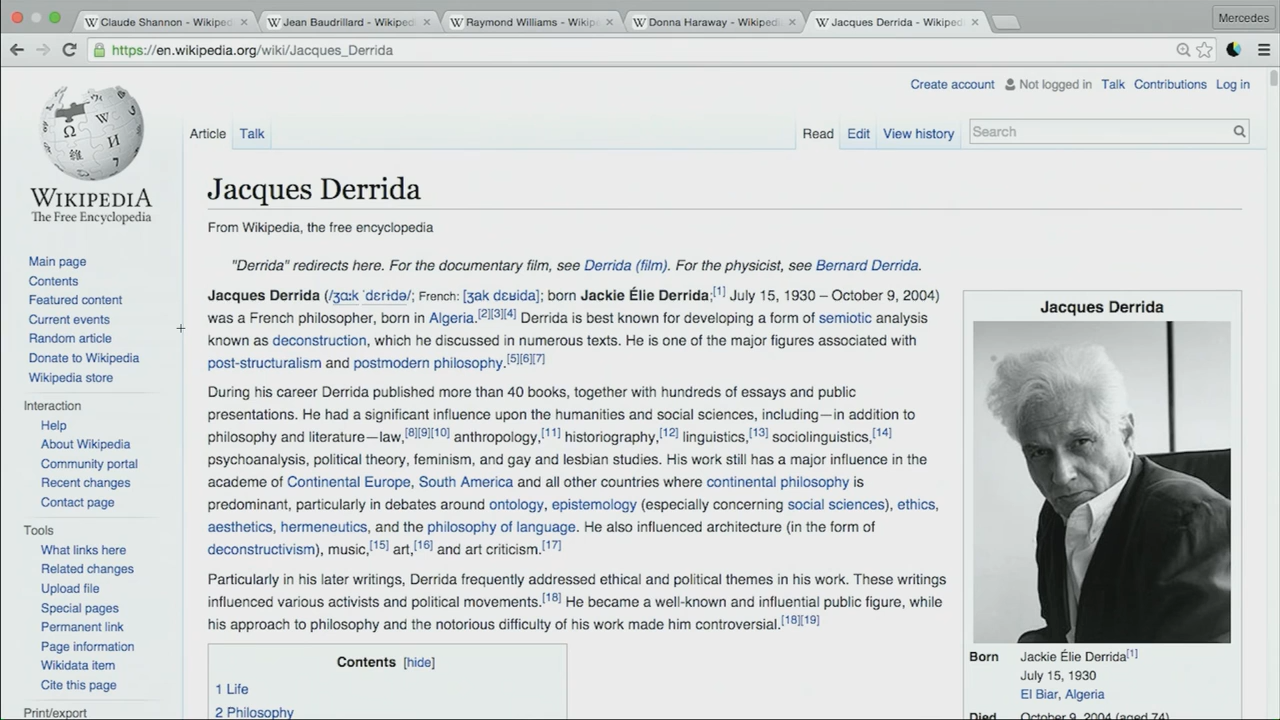 Claude Shannon - Wikiped
Jean Baudrillard - Wikiped
Raymond Williams - Wikipe
Donna Haraway - Wikiped
Jacques Derrida - Wikiped
Mercedes
https://en.wikipedia.org/wiki/Jacques_Derrida
Create account
Not logged in
Talk
Contributions
Log in
Article
Talk
Read
Edit
View history
Search
WIKIPEDIA
The Free Encyclopedia
Main page
Contents
Featured content
Current events
Random article
Donate to Wikipedia
Wikipedia store
Interaction
Help
About Wikipedia
Community portal
Recent changes
Contact page
Tools
What links here
Related changes
Upload file
Special pages
Permanent link
Page information
Wikidata item
Cite this page
Print/export
Jacques Derrida
From Wikipedia, the free encyclopedia
"Derrida" redirects here. For the documentary film, see Derrida (film). For the physicist, see Bernard Derrida.
Jacques Derrida (/ʒɑːk ˈdɛrɪdə/; French: [ʒak dɛʁida]; born Jackie Élie Derrida;[1] July 15, 1930 – October 9, 2004)
was a French philosopher, born in Algeria.[2][3][4] Derrida is best known for developing a form of semiotic analysis
known as deconstruction, which he discussed in numerous texts. He is one of the major figures associated with
post-structuralism and postmodern philosophy.[5][6][7]
During his career Derrida published more than 40 books, together with hundreds of essays and public
presentations. He had a significant influence upon the humanities and social sciences, including—in addition to
philosophy and literature—law,[8][9][10] anthropology,[11] historiography,[12] linguistics,[13] sociolinguistics,[14]
psychoanalysis, political theory, feminism, and gay and lesbian studies. His work still has a major influence in the
academe of Continental Europe, South America and all other countries where continental philosophy is
predominant, particularly in debates around ontology, epistemology (especially concerning social sciences), ethics,
aesthetics, hermeneutics, and the philosophy of language. He also influenced architecture (in the form of
deconstructivism), music,[15] art,[16] and art criticism.[17]
Particularly in his later writings, Derrida frequently addressed ethical and political themes in his work. These writings
influenced various activists and political movements.[18] He became a well-known and influential public figure, while
his approach to philosophy and the notorious difficulty of his work made him controversial.[18][19]
Contents [hide]
1 Life
2 Philosophy
Jacques Derrida
Born Jackie Élie Derrida[1]
July 15, 1930
El Biar, Algeria
Died October 9, 2004 (aged 74)